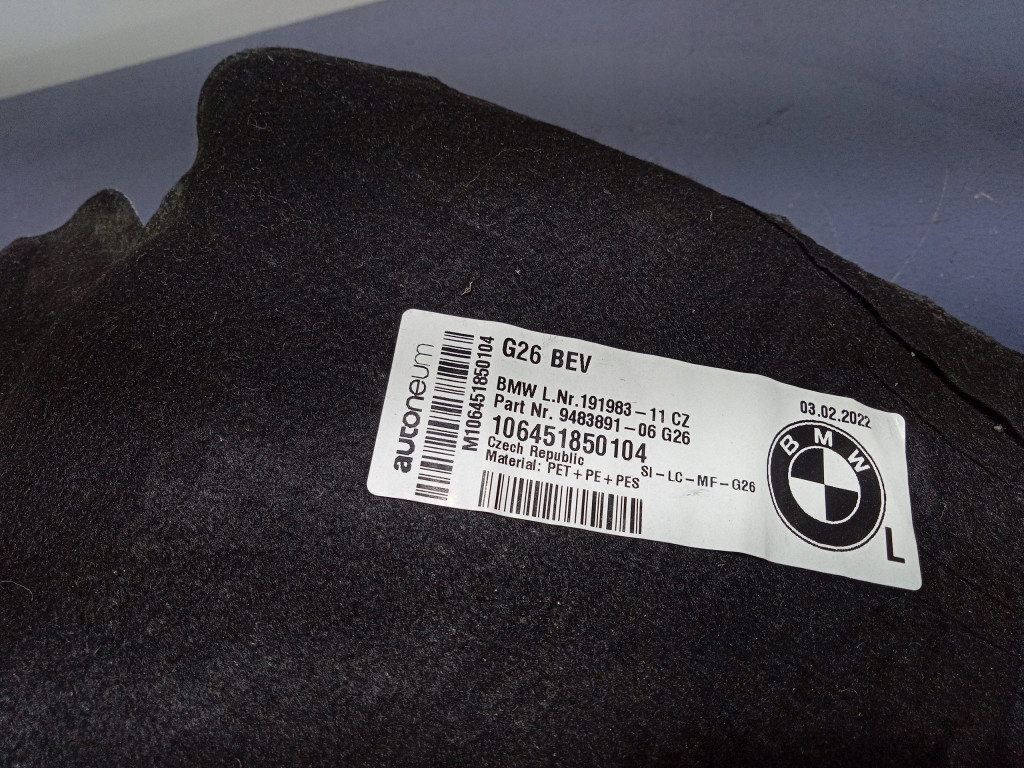 autoneum
M106451850104
G26 BEV
BMW L.Nr.191983-11 CZ
Part Nr. 9483891-06 G26
106451850104
Czech Republic
SI-LC-MF-G26
Material: PET+PE+PES
03.02.2022
BMW
L